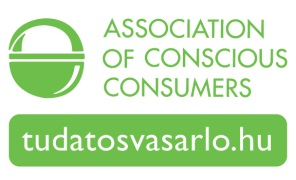 ASSOCIATION
OF CONSCIOUS
CONSUMERS
tudatosvasarlo.hu